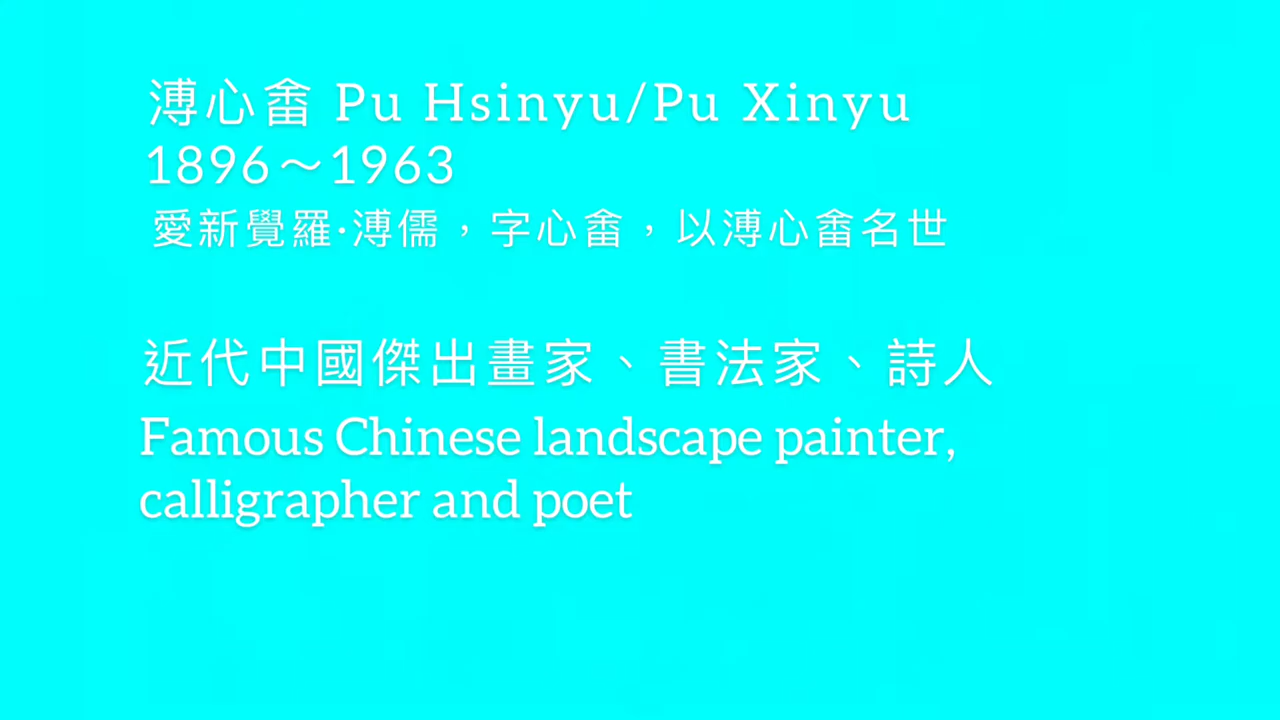 溥心畬 Pu Hsinyu/Pu Xinyu
1896～1963
愛新覺羅·溥儒，字心畬，以溥心畬名世
近代中國傑出畫家、書法家、詩人
Famous Chinese landscape painter,
calligrapher and poet